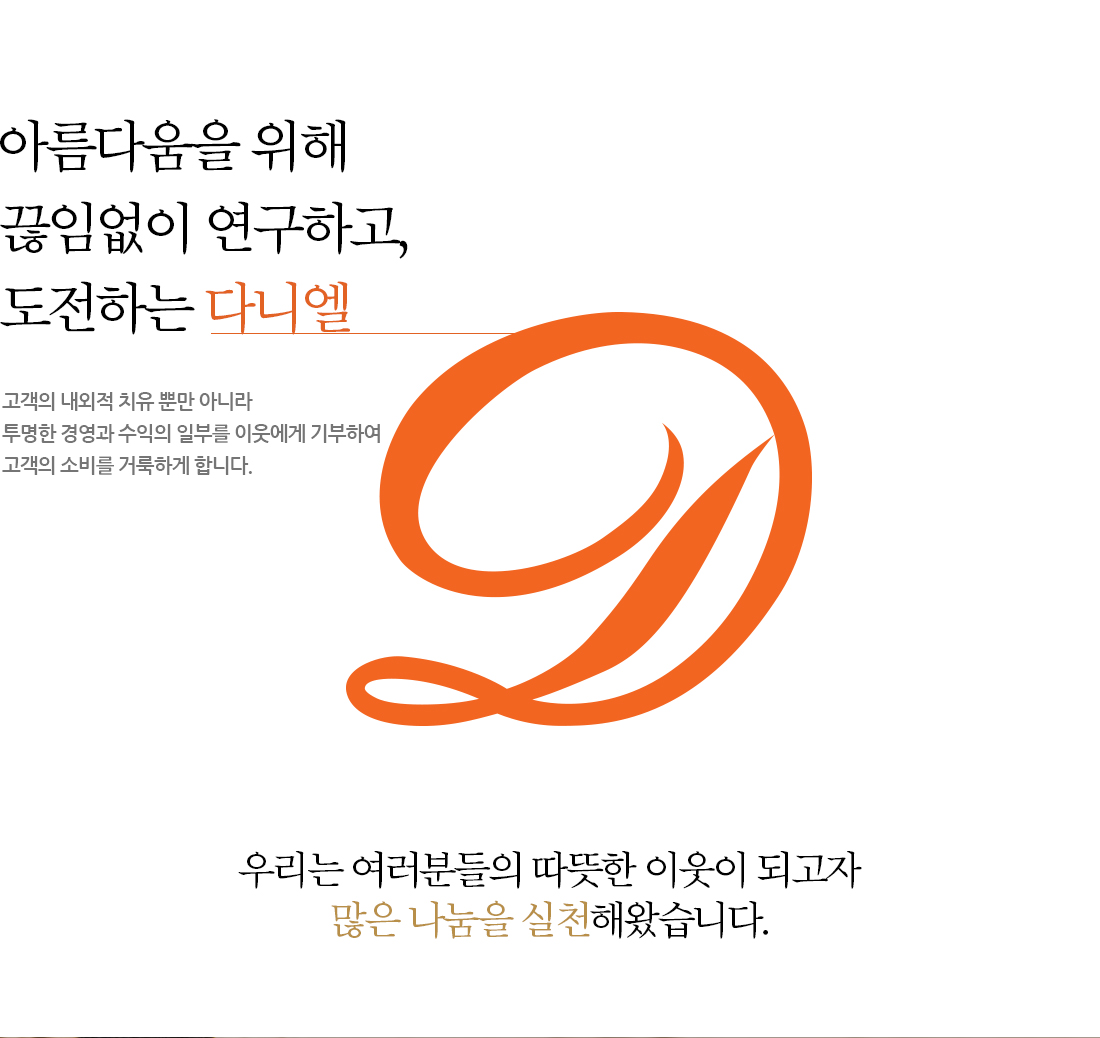 아름다움을 위해
끊임없이 연구하고,
도전하는 다니엘
고객의 내외적 치유 뿐만 아니라
투명한 경영과 수익의 일부를 이웃에게 기부하여
고객의 소비를 거룩하게 합니다.
D
우리는 여러분들의 따뜻한 이웃이 되고자
많은 나눔을 실천해왔습니다.